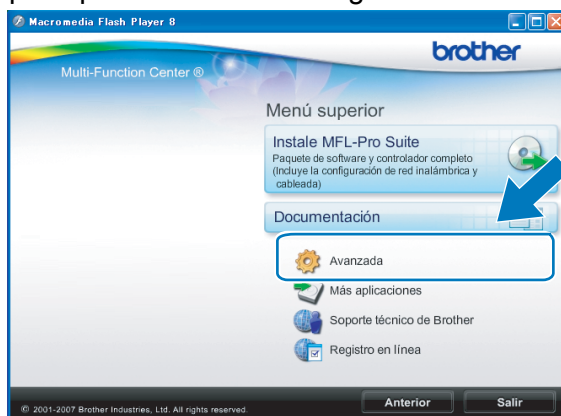 Macromedia Flash Player 8
brother
Multi-Function Center ®
Menú superior
Instale MFL-Pro Suite
Paquete de software y controlador completo
(Incluye la configuración de red inalámbrica y
cableada)
Documentación
Avanzada
Más aplicaciones
Soporte técnico de Brother
Registro en línea
Anterior
Salir
© 2001-2007 Brother Industries, Ltd. All rights reserved.